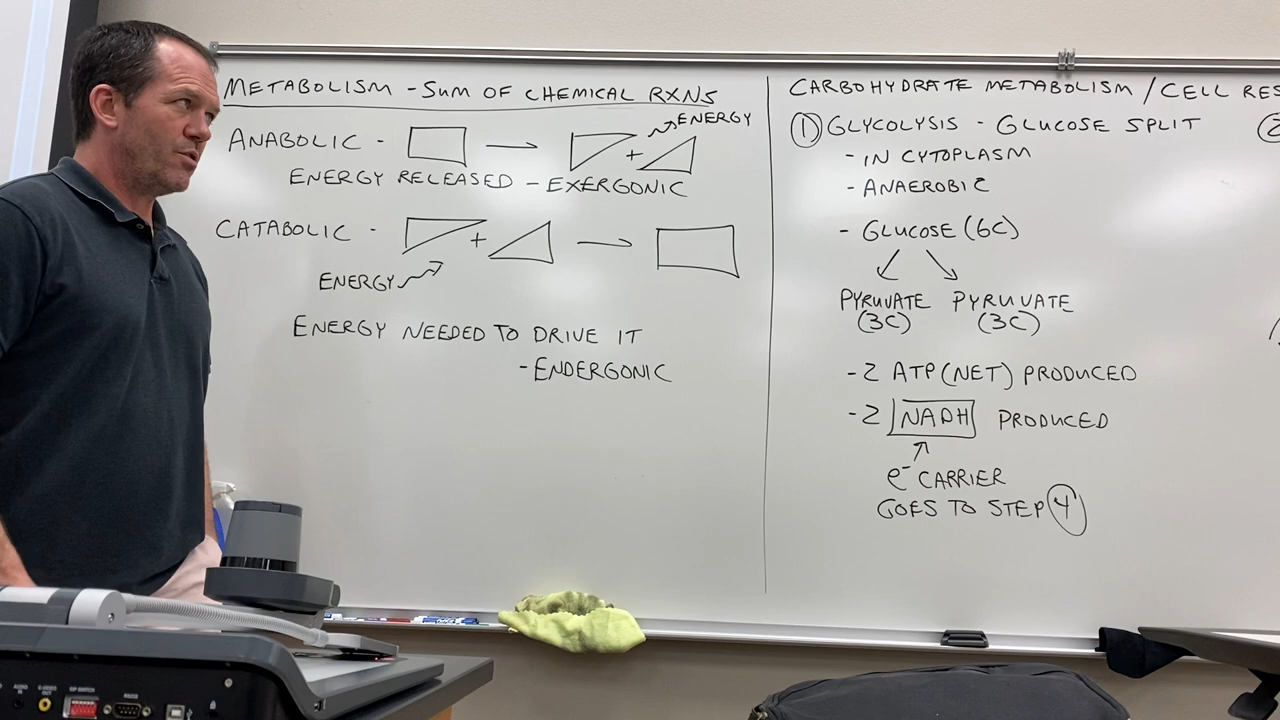 METABOLISM - SUM OF CHEMICAL RXNS
ANABOLIC - → + ENERGY
ENERGY RELEASED - EXERGONIC
CATABOLIC - + →
ENERGY
ENERGY NEEDED TO DRIVE IT
- ENDERGONIC
CARBOHYDRATE METABOLISM / CELL RES
① GLYCOLYSIS - GLUCOSE SPLIT
- IN CYTOPLASM
- ANAEROBIC
- GLUCOSE (6C)
PYRUVATE PYRUVATE
(3C) (3C)
- 2 ATP (NET) PRODUCED
- 2 NADH PRODUCED
e⁻ CARRIER
GOES TO STEP ④